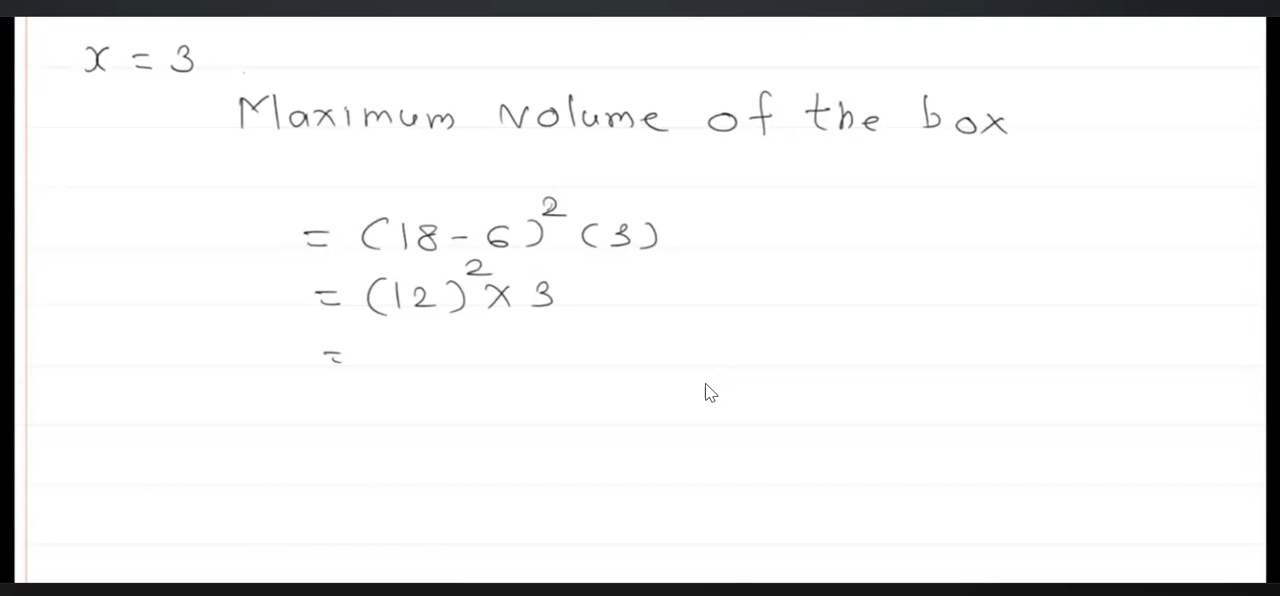 x = 3
Maximum volume of the box
= (18 - 6)² (3)
= (12)² × 3
=